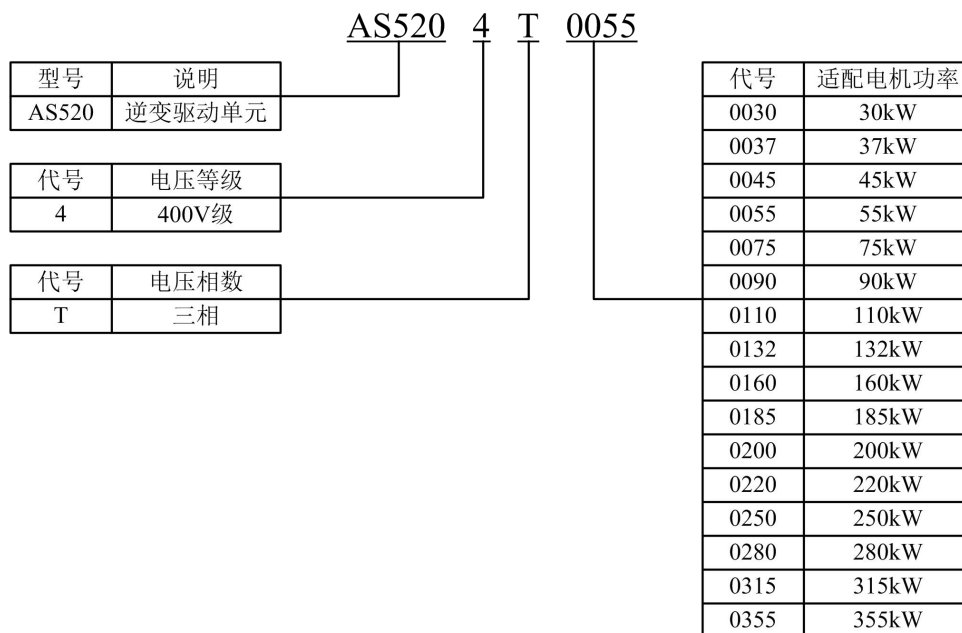 AS520 4 T 0055
型号 说明
AS520 逆变驱动单元
代号 电压等级
4 400V级
代号 电压相数
T 三相
代号 适配电机功率
0030 30kW
0037 37kW
0045 45kW
0055 55kW
0075 75kW
0090 90kW
0110 110kW
0132 132kW
0160 160kW
0185 185kW
0200 200kW
0220 220kW
0250 250kW
0280 280kW
0315 315kW
0355 355kW